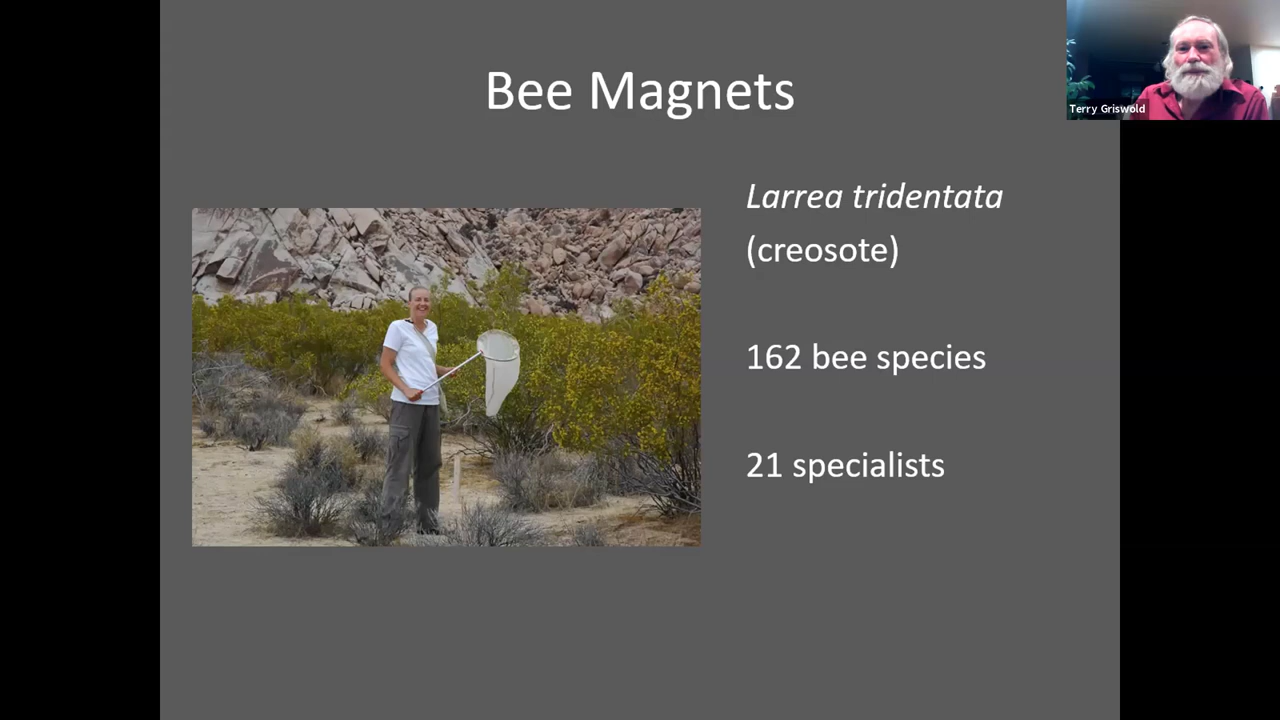 Bee Magnets
Terry Griswold
Larrea tridentata
(creosote)
162 bee species
21 specialists